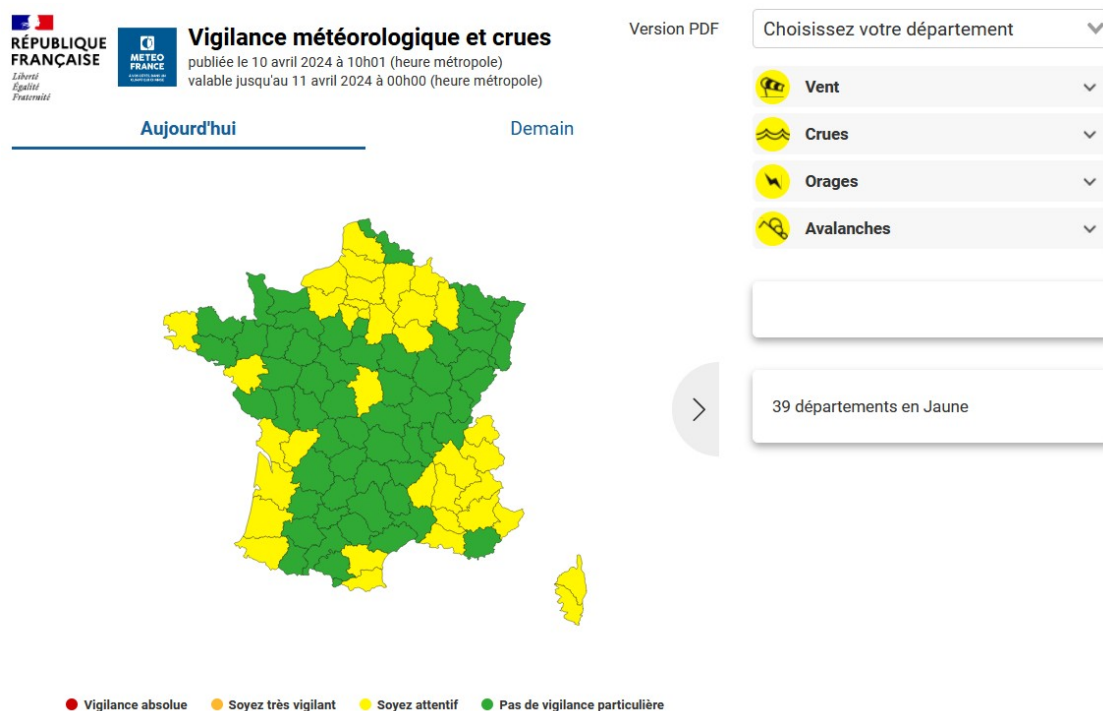 RÉPUBLIQUE
FRANÇAISE
Liberté
Égalité
Fraternité
METEO
FRANCE
Vigilance météorologique et crues
publiée le 10 avril 2024 à 10h01 (heure métropole)
valable jusqu'au 11 avril 2024 à 00h00 (heure métropole)
Version PDF
Choisissez votre département
Aujourd'hui
Demain
Vent
Crues
Orages
Avalanches
39 départements en Jaune
Vigilance absolue
Soyez très vigilant
Soyez attentif
Pas de vigilance particulière